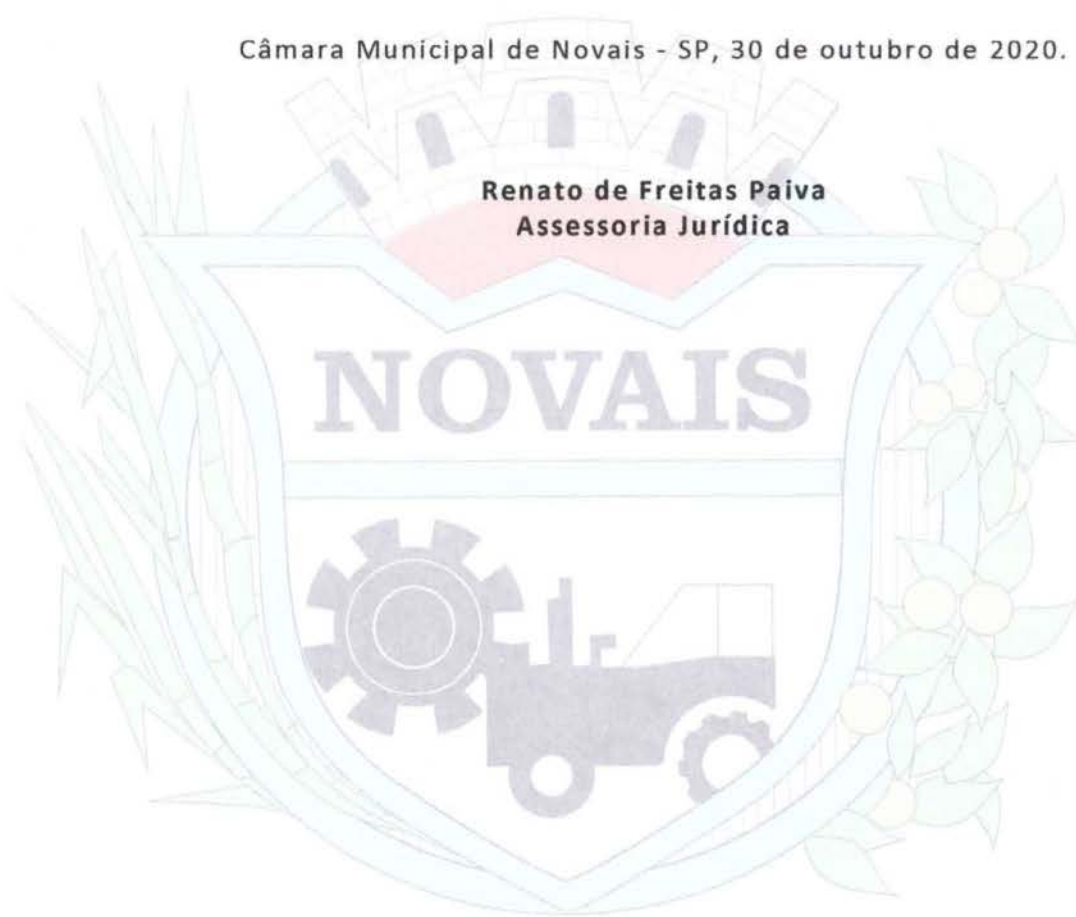 Câmara Municipal de Novais - SP, 30 de outubro de 2020.
Renato de Freitas Paiva
Assessoria Jurídica
NOVAIS